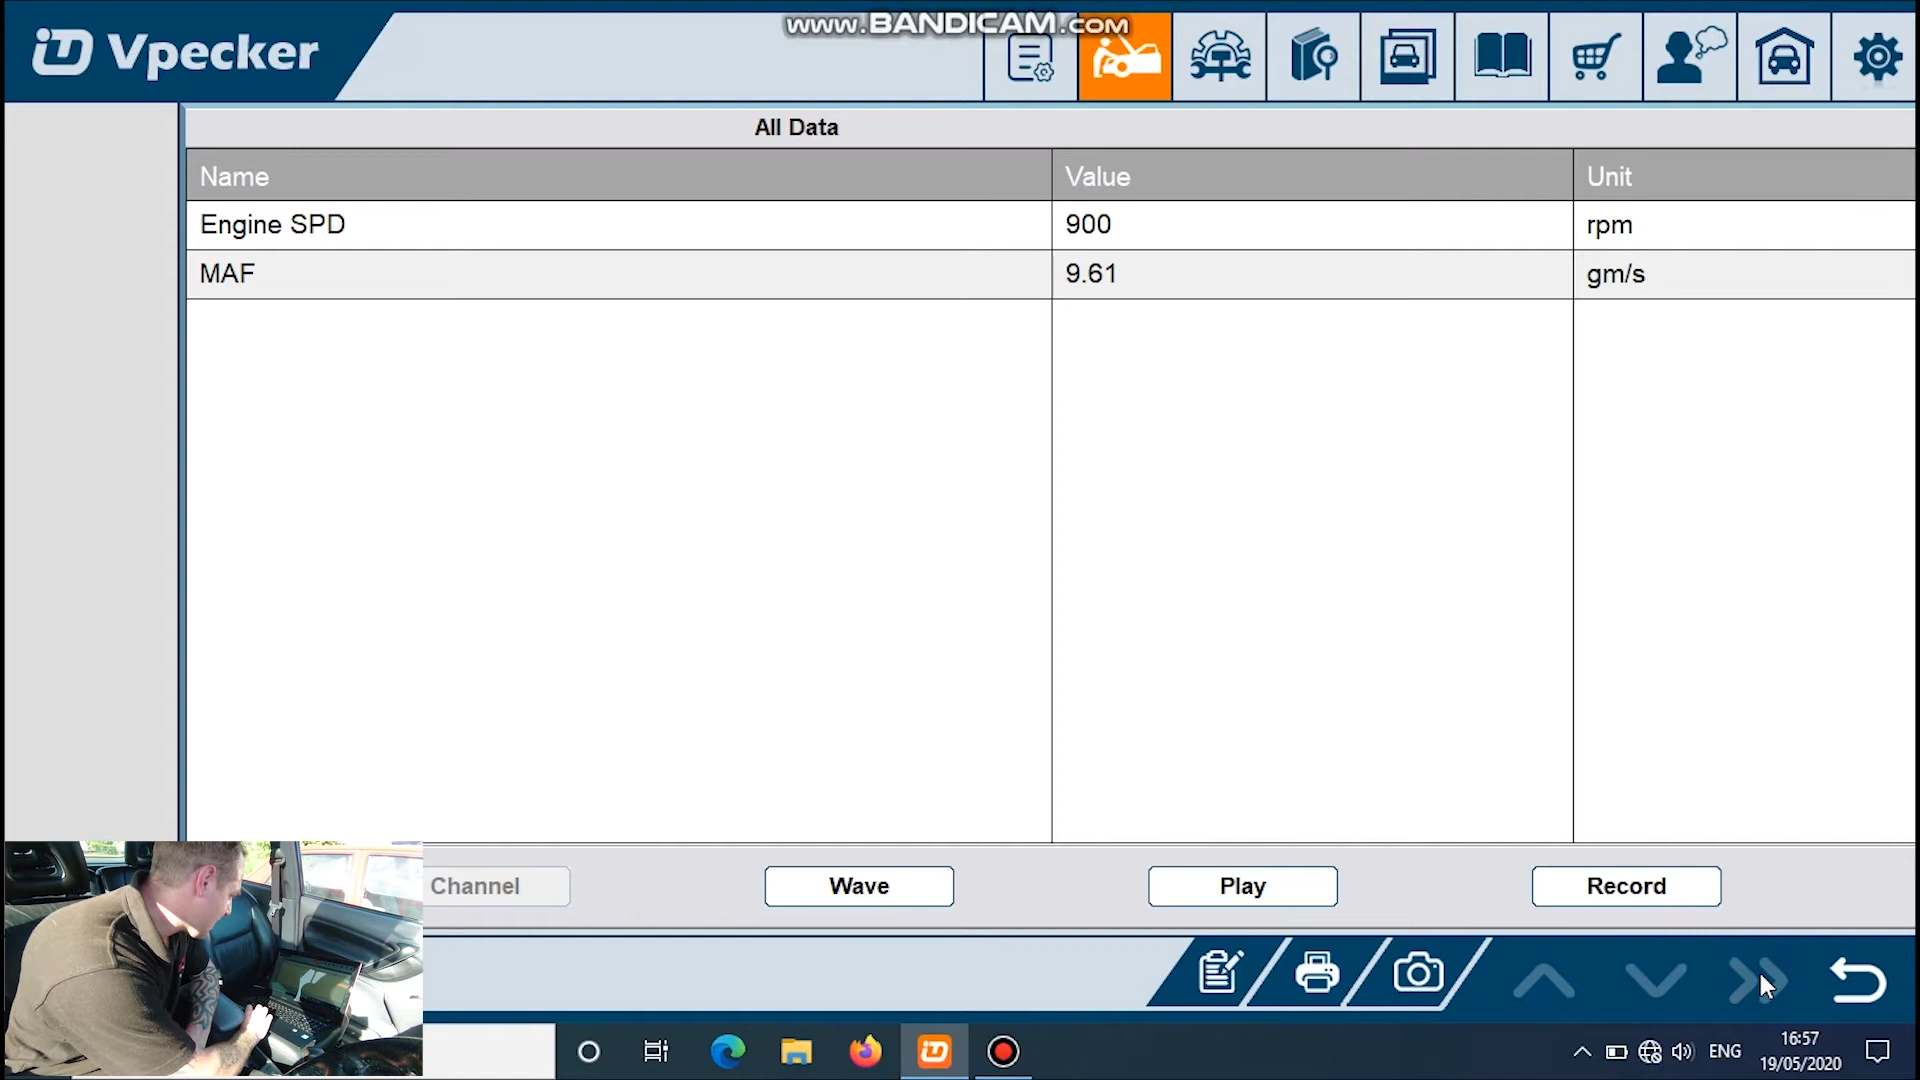 www.BANDICAM.com
Vpecker
All Data
Name Value Unit
Engine SPD 900 rpm
MAF 9.61 gm/s
Channel Wave Play Record
ENG
16:57
19/05/2020